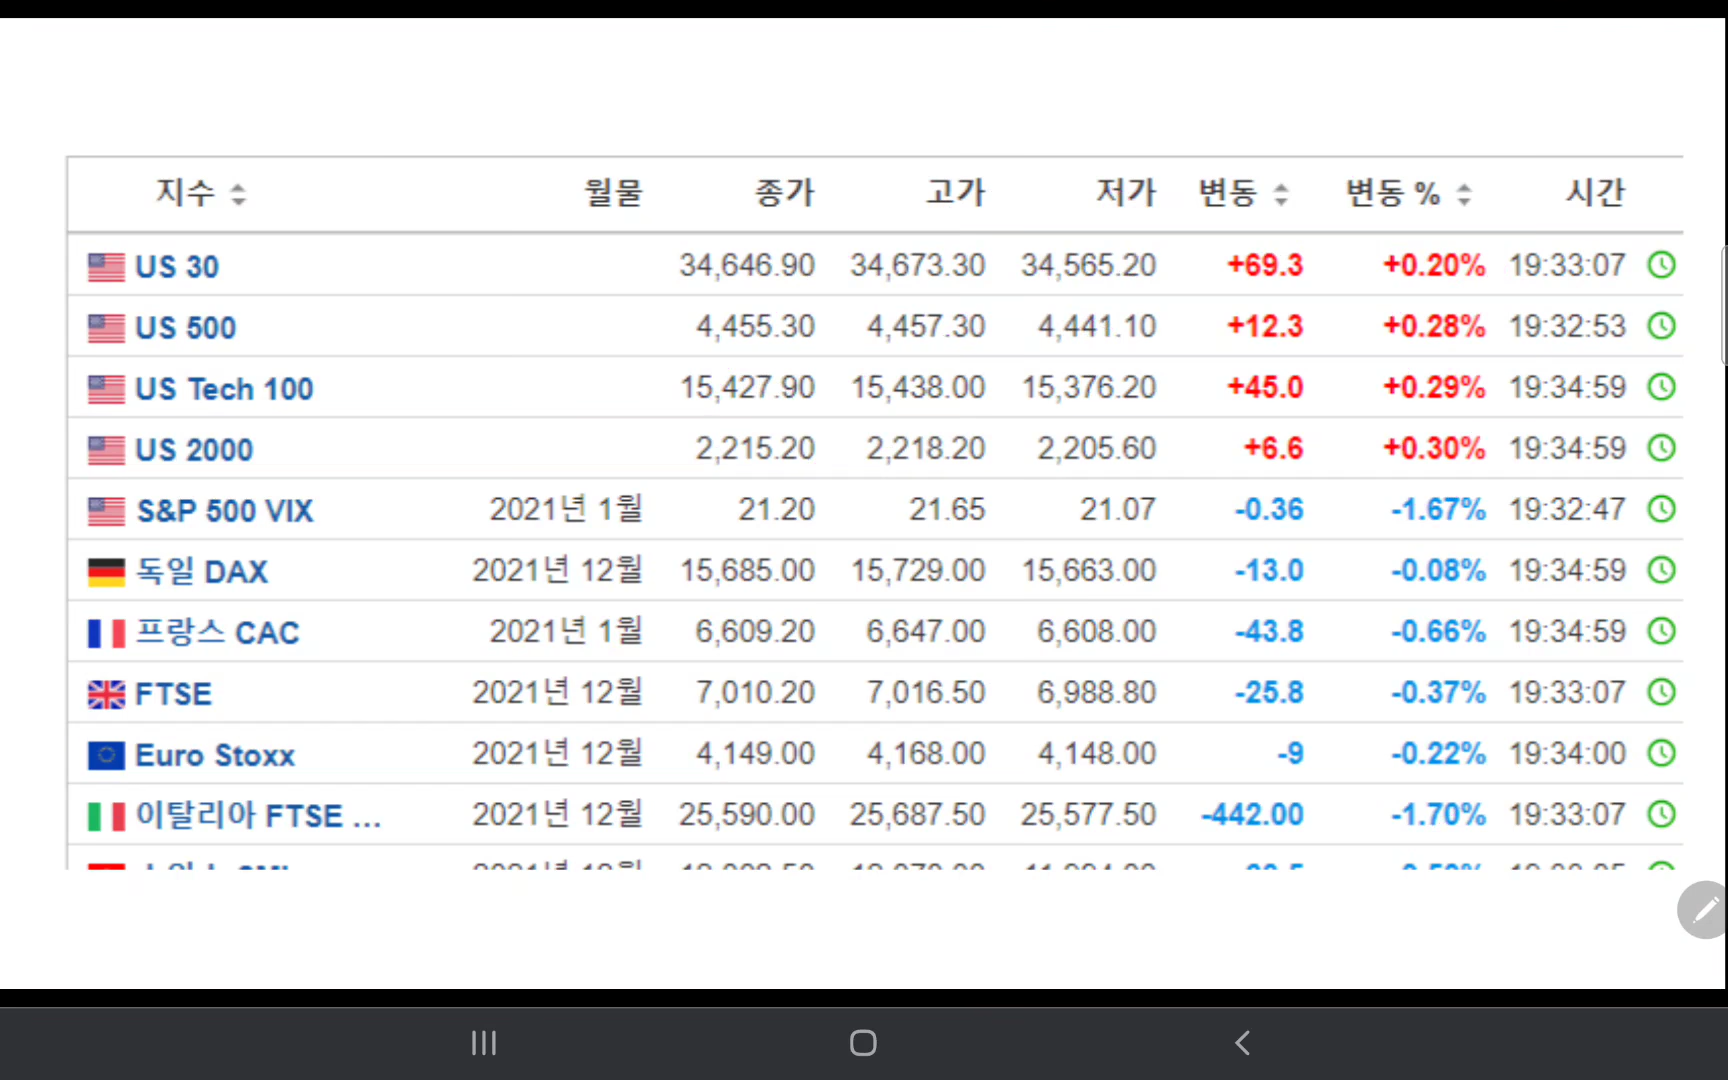 지수 월물 종가 고가 저가 변동 변동 % 시간
US 30 34,646.90 34,673.30 34,565.20 +69.3 +0.20% 19:33:07
US 500 4,455.30 4,457.30 4,441.10 +12.3 +0.28% 19:32:53
US Tech 100 15,427.90 15,438.00 15,376.20 +45.0 +0.29% 19:34:59
US 2000 2,215.20 2,218.20 2,205.60 +6.6 +0.30% 19:34:59
S&P 500 VIX 2021년 1월 21.20 21.65 21.07 -0.36 -1.67% 19:32:47
독일 DAX 2021년 12월 15,685.00 15,729.00 15,663.00 -13.0 -0.08% 19:34:59
프랑스 CAC 2021년 1월 6,609.20 6,647.00 6,608.00 -43.8 -0.66% 19:34:59
FTSE 2021년 12월 7,010.20 7,016.50 6,988.80 -25.8 -0.37% 19:33:07
Euro Stoxx 2021년 12월 4,149.00 4,168.00 4,148.00 -9 -0.22% 19:34:00
이탈리아 FTSE ... 2021년 12월 25,590.00 25,687.50 25,577.50 -442.00 -1.70% 19:33:07